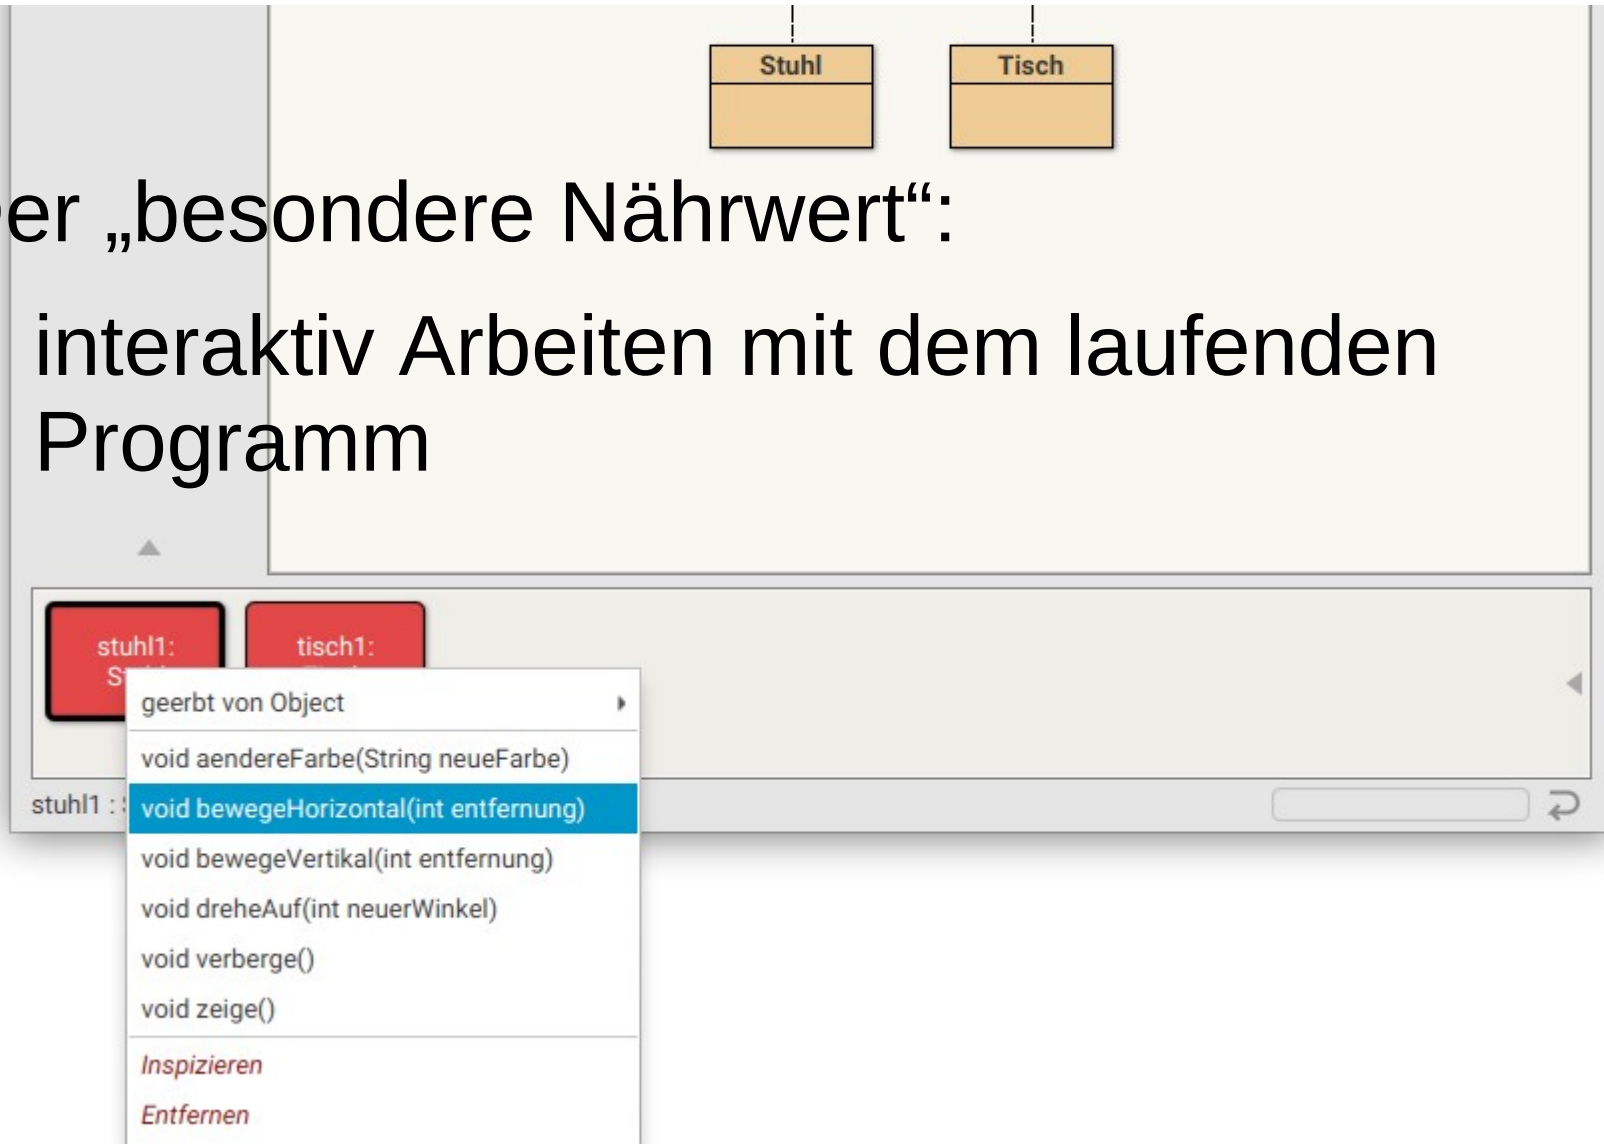 Stuhl Tisch
er „besondere Nährwert“:
interaktiv Arbeiten mit dem laufenden
Programm
stuhl1: tisch1:
geerbt von Object
void aendereFarbe(String neueFarbe)
stuhl1 :
void bewegeHorizontal(int entfernung)
void bewegeVertikal(int entfernung)
void dreheAuf(int neuerWinkel)
void verberge()
void zeige()
Inspizieren
Entfernen